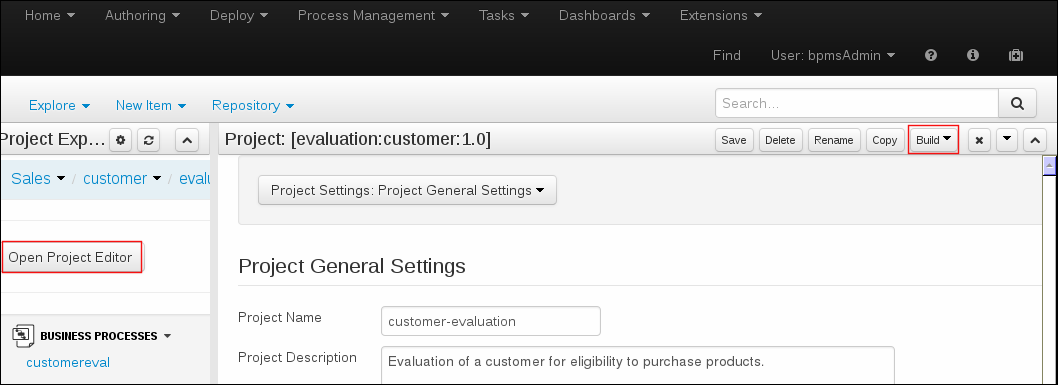 Home Authoring Deploy Process Management Tasks Dashboards Extensions
Find User: bpmsAdmin
Explore New Item Repository Search...
Project Exp... Project: [evaluation:customer:1.0] Save Delete Rename Copy Build
Sales / customer / evalu
Project Settings: Project General Settings
Open Project Editor
Project General Settings
Project Name customer-evaluation
BUSINESS PROCESSES
Project Description Evaluation of a customer for eligibility to purchase products.
customereval